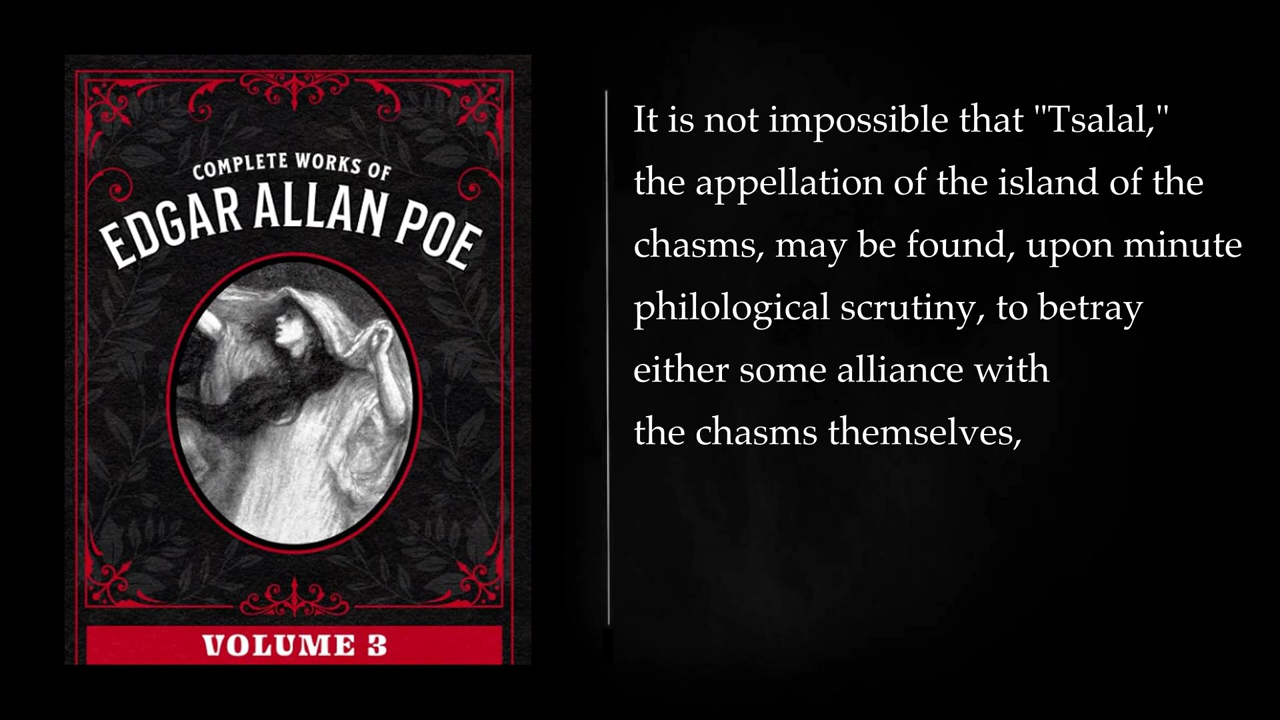 COMPLETE WORKS OF
EDGAR ALLAN POE
VOLUME 3
It is not impossible that "Tsalal,"
the appellation of the island of the
chasms, may be found, upon minute
philological scrutiny, to betray
either some alliance with
the chasms themselves,